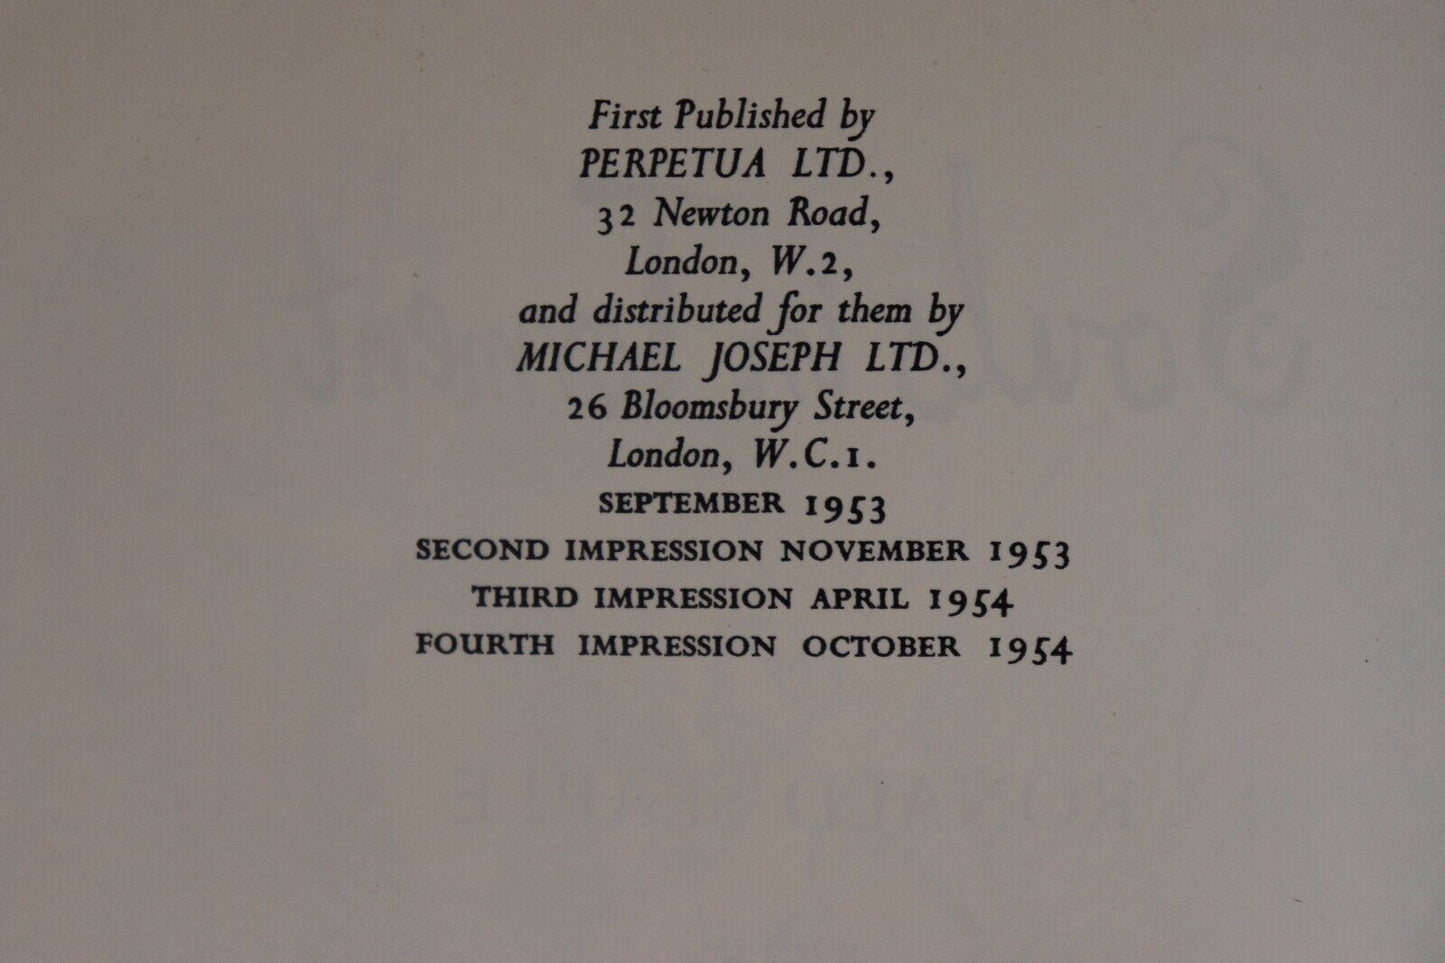 First Published by
PERPETUA LTD.,
32 Newton Road,
London, W.2,
and distributed for them by
MICHAEL JOSEPH LTD.,
26 Bloomsbury Street,
London, W.C.1.
SEPTEMBER 1953
SECOND IMPRESSION NOVEMBER 1953
THIRD IMPRESSION APRIL 1954
FOURTH IMPRESSION OCTOBER 1954